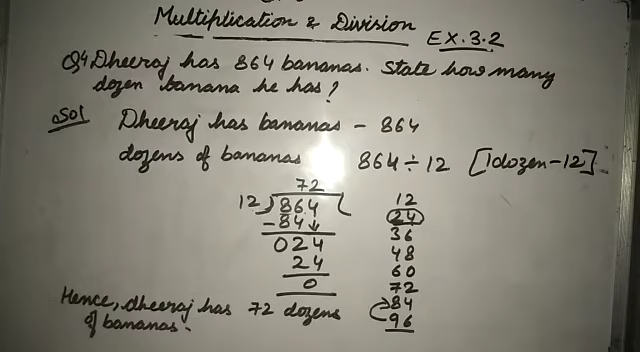 Multiplication & Division
EX.3.2
Q4 Dheeraj has 864 bananas. State how many
dozen banana he has?
Sol Dheeraj has bananas - 864
dozens of bananas 864 ÷ 12 [1dozen-12]
72
12)864(
-84↓
024
24
0
12
24
36
48
60
72
84
96
Hence, dheeraj has 72 dozens
of bananas.